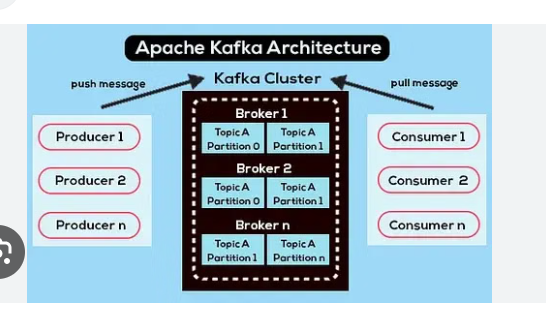 Apache Kafka Architecture
push message
Kafka Cluster
pull message
Producer 1
Producer 2
Producer n
Broker 1
Topic A Partition 0
Topic A Partition 1
Broker 2
Topic A Partition 0
Topic A Partition 1
Broker n
Topic A Partition 1
Topic A Partition n
Consumer 1
Consumer 2
Consumer n